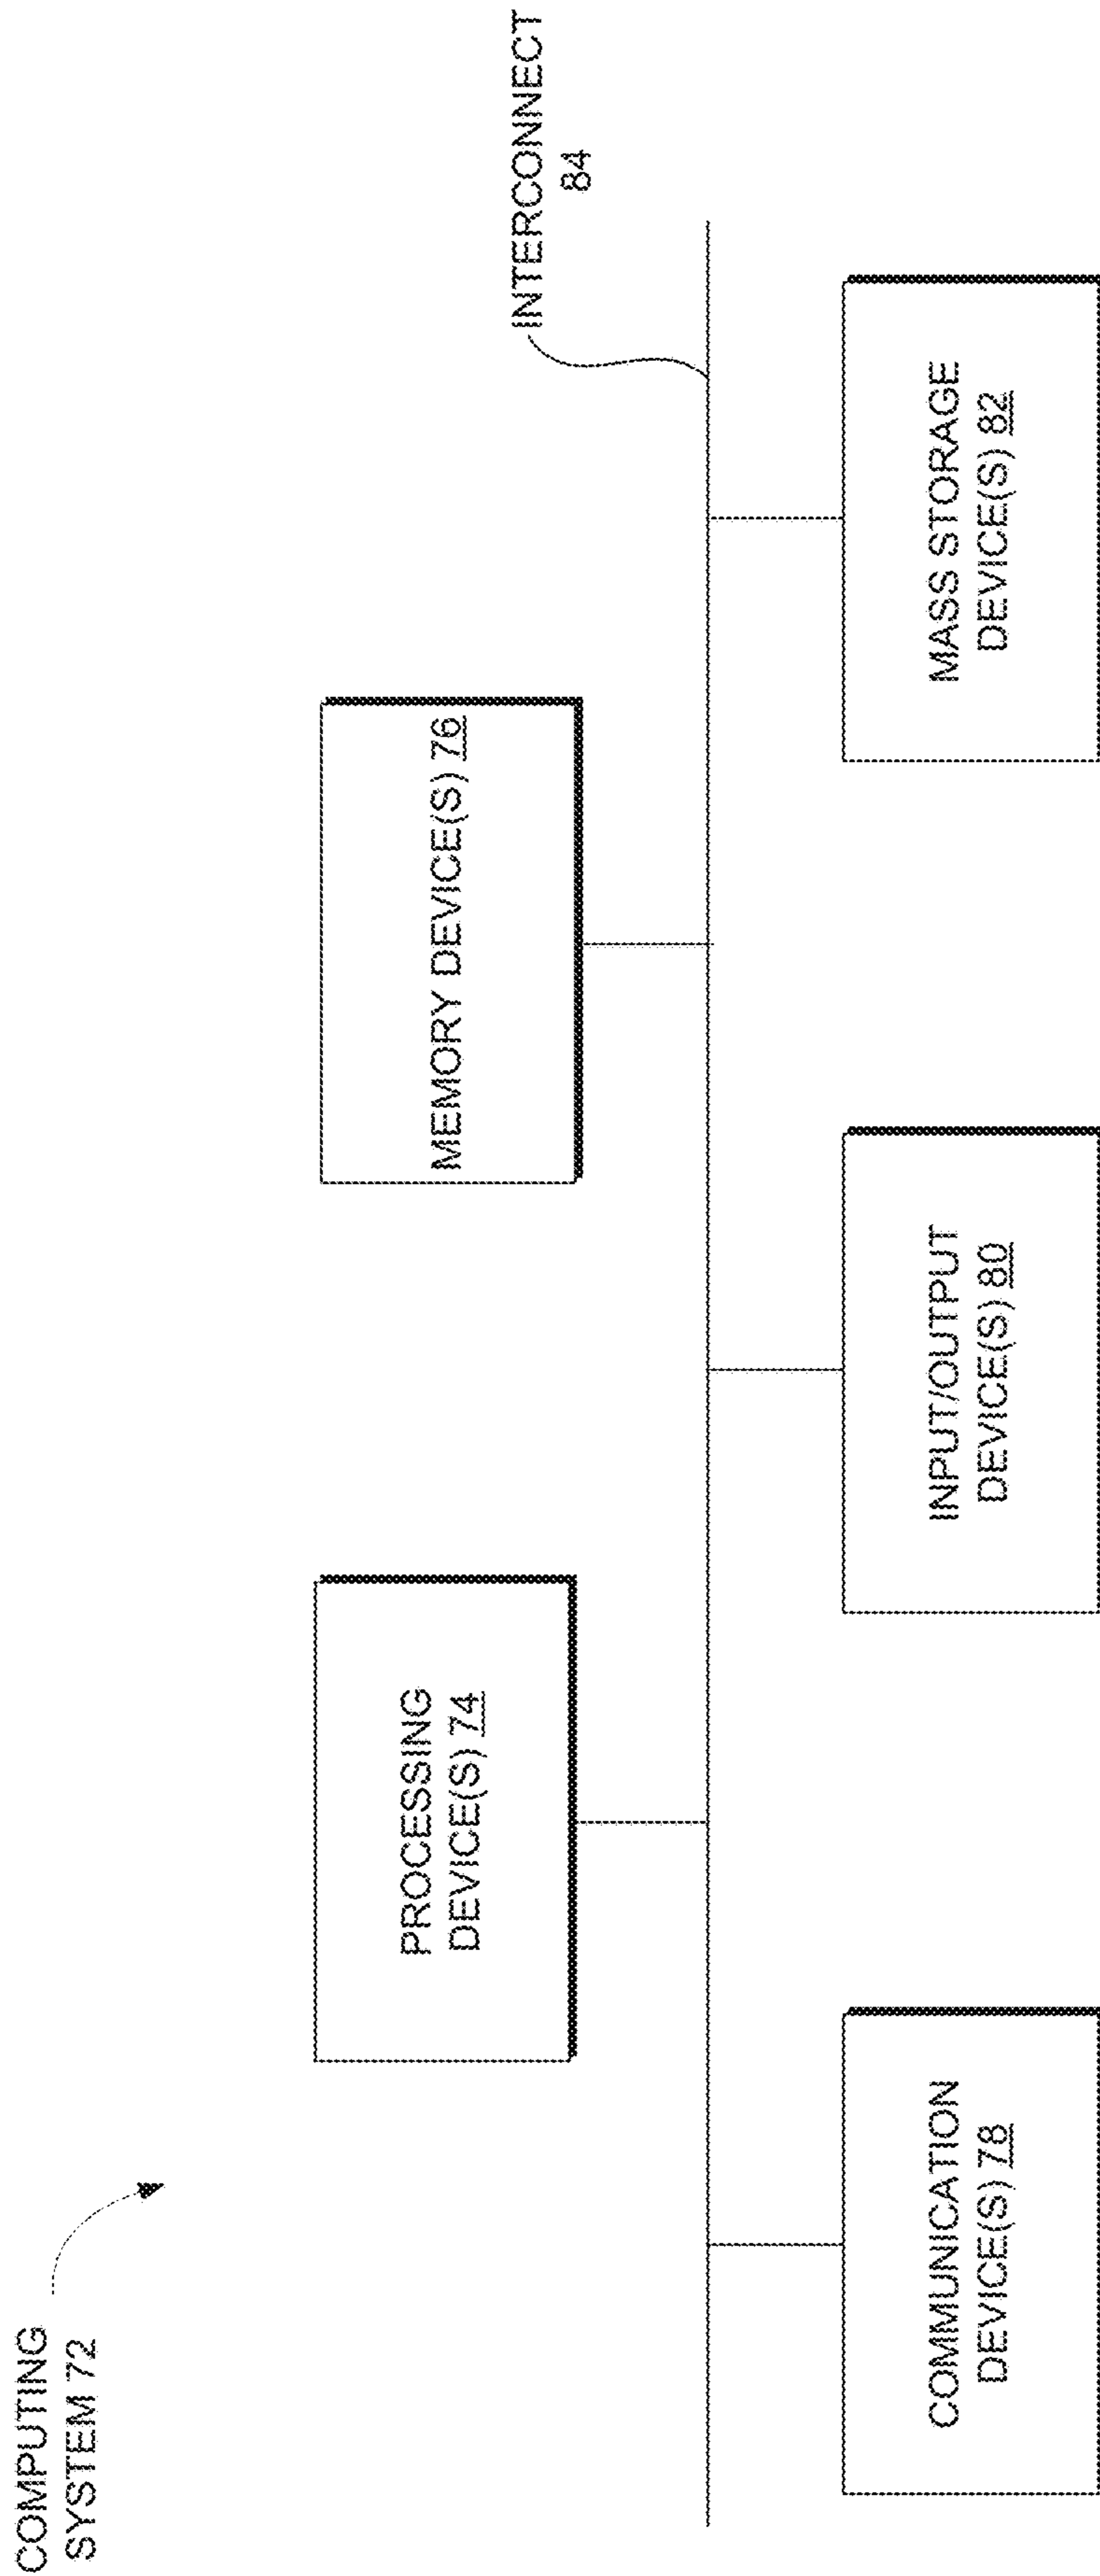 COMPUTING
SYSTEM 72
PROCESSING
DEVICE(S) 74
MEMORY DEVICE(S) 76
INTERCONNECT
84
COMMUNICATION
DEVICE(S) 78
INPUT/OUTPUT
DEVICE(S) 80
MASS STORAGE
DEVICE(S) 82